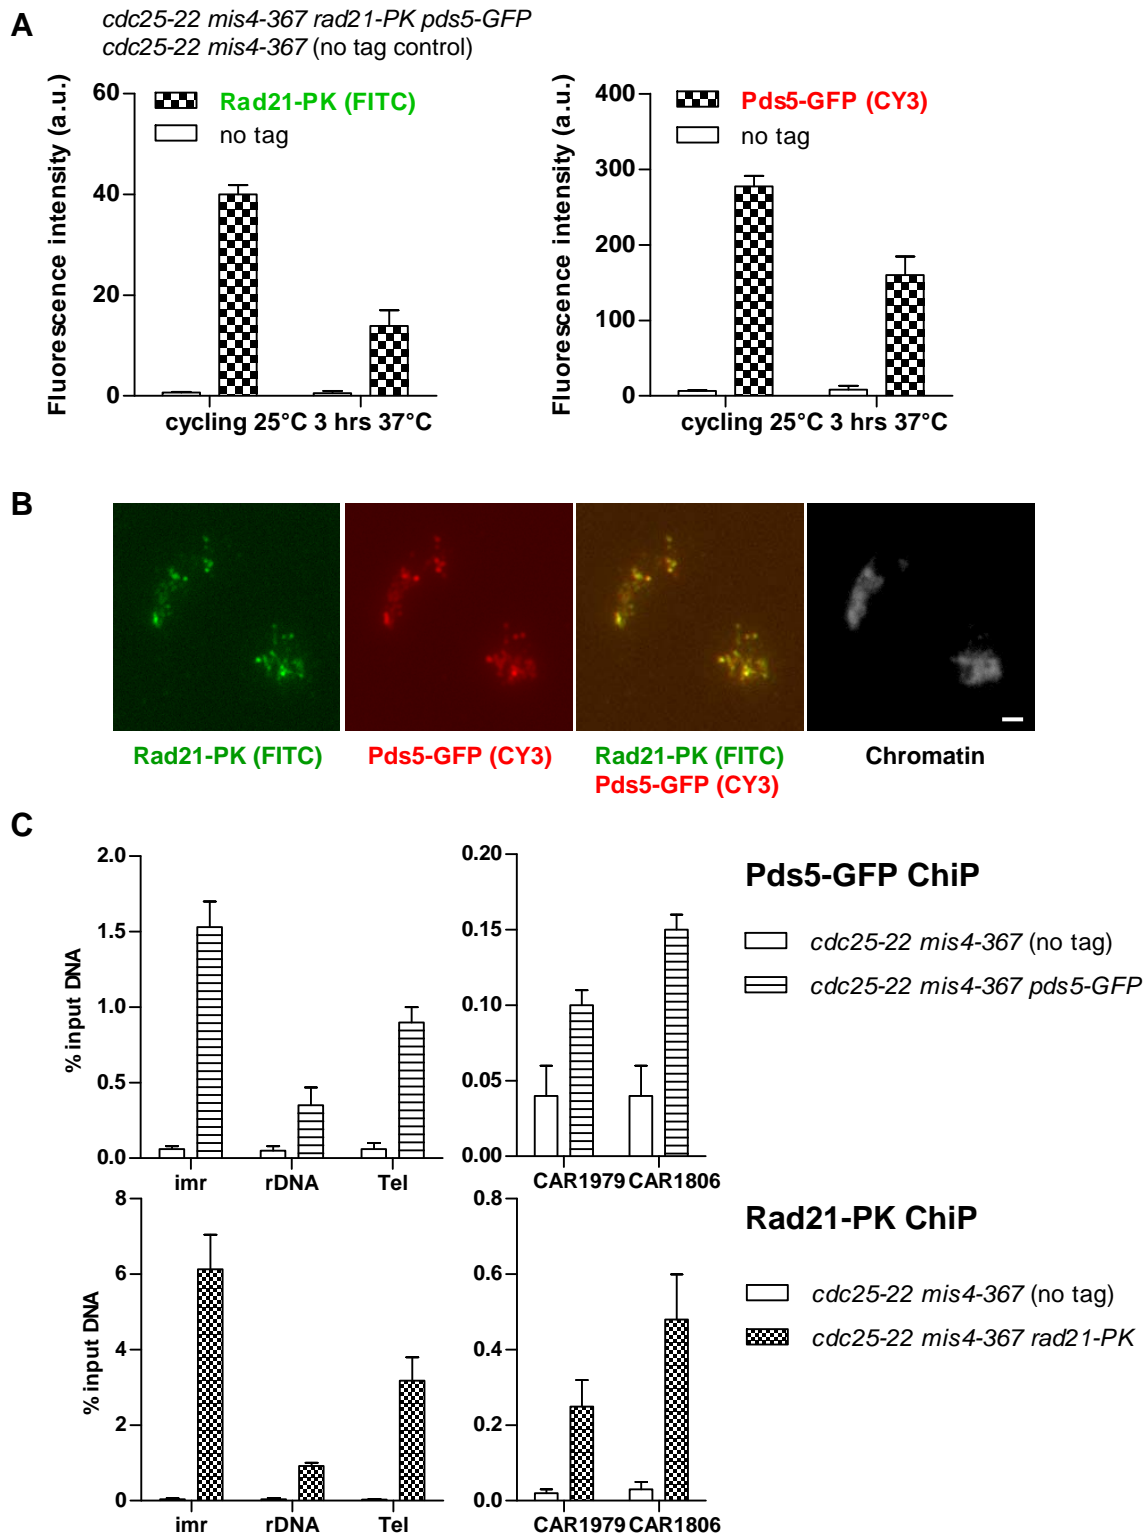 A
cdc25-22 mis4-367 rad21-PK pds5-GFP
cdc25-22 mis4-367 (no tag control)
Fluorescence intensity (a.u.)
60
40
20
0
Rad21-PK (FITC)
no tag
cycling 25°C 3 hrs 37°C
Fluorescence intensity (a.u.)
400
300
200
100
0
Pds5-GFP (CY3)
no tag
cycling 25°C 3 hrs 37°C
B
Rad21-PK (FITC)
Pds5-GFP (CY3)
Rad21-PK (FITC)
Pds5-GFP (CY3)
Chromatin
C
% input DNA
2.0
1.5
1.0
0.5
0.0
imr rDNA Tel
0.20
0.15
0.10
0.05
0.00
CAR1979 CAR1806
Pds5-GFP ChiP
cdc25-22 mis4-367 (no tag)
cdc25-22 mis4-367 pds5-GFP
% input DNA
8
6
4
2
0
imr rDNA Tel
0.8
0.6
0.4
0.2
0.0
CAR1979 CAR1806
Rad21-PK ChiP
cdc25-22 mis4-367 (no tag)
cdc25-22 mis4-367 rad21-PK